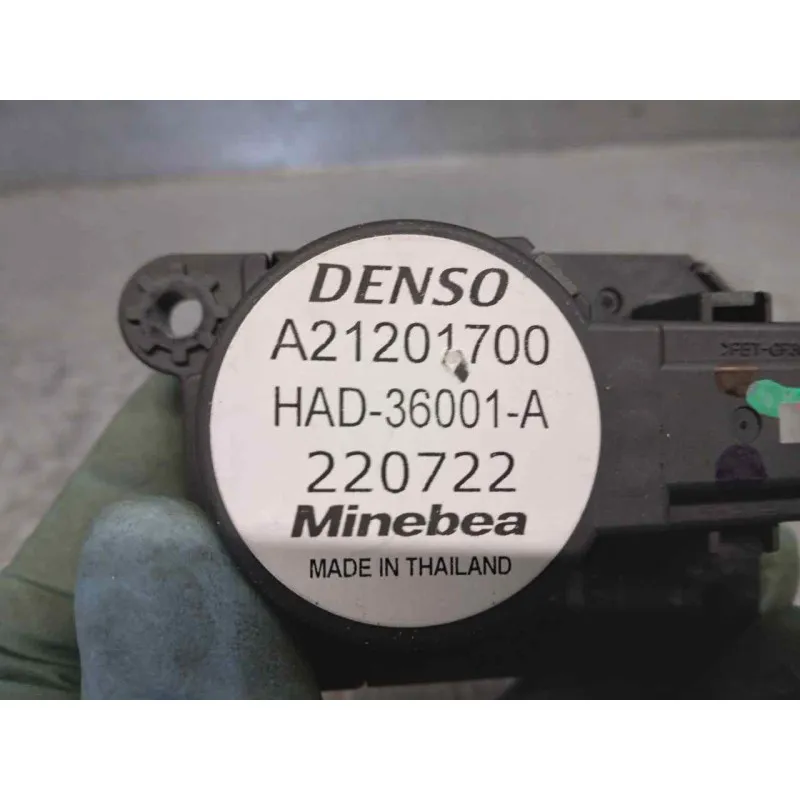 DENSO
A21201700
HAD-36001-A
220722
Minebea
MADE IN THAILAND